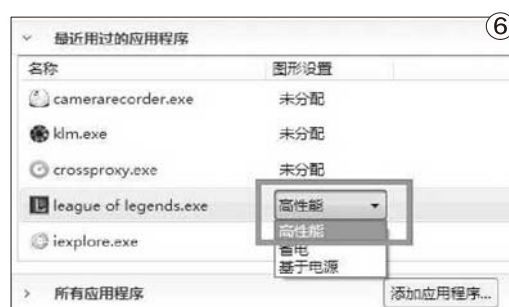 ⑥
最近用过的应用程序
名称 图形设置
camerarecorder.exe 未分配
klm.exe 未分配
crossproxy.exe 未分配
league of legends.exe 高性能
高性能
iexplore.exe 省电
基于电源
所有应用程序 添加应用程序...